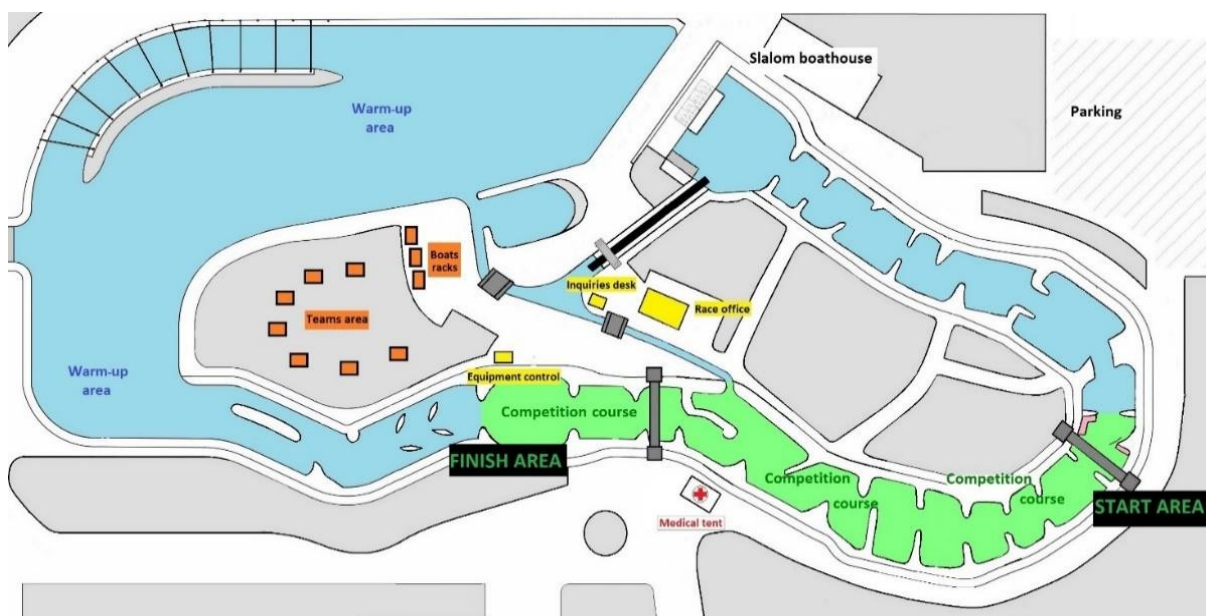 Slalom boathouse
Parking
Warm-up
area
Boats
racks
Inquiries desk
Race office
Teams area
Warm-up
area
Equipment control
Competition course
FINISH AREA
Competition
course
Competition
course
START AREA
Medical tent